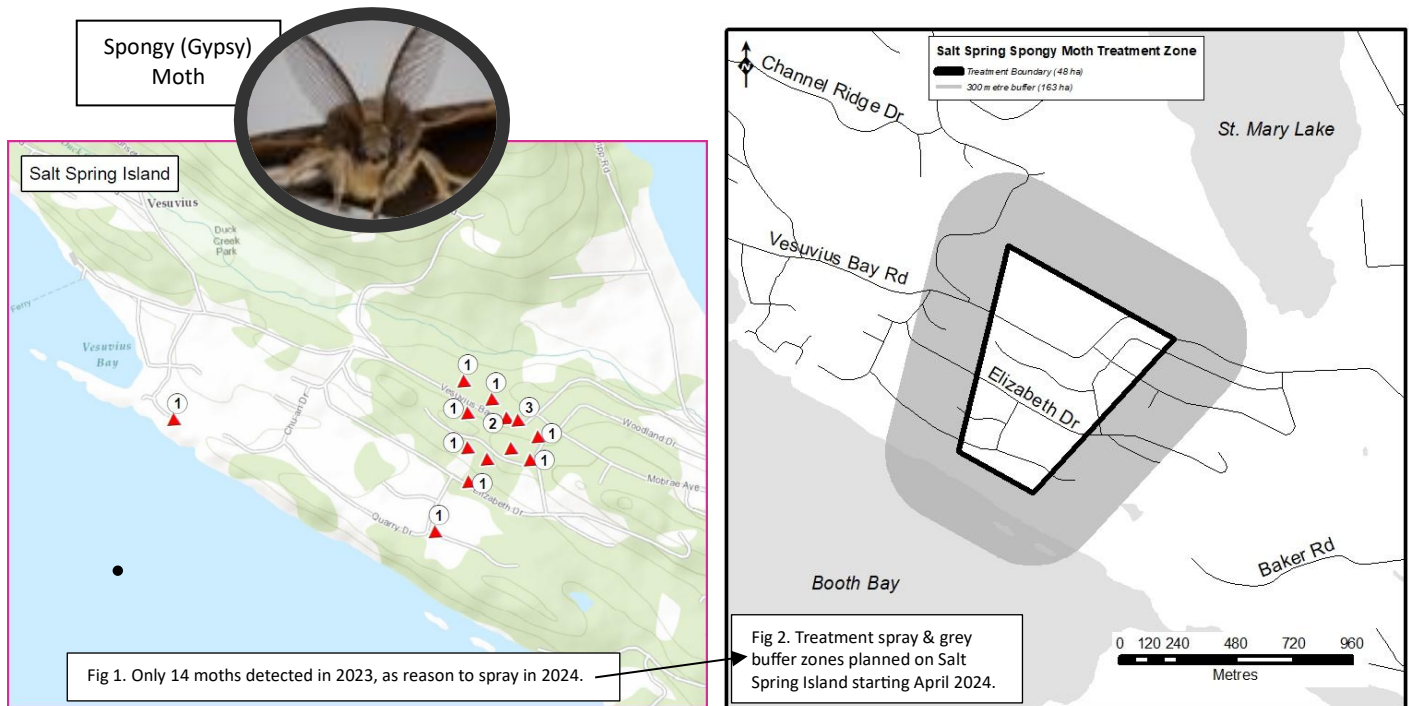 Spongy (Gypsy)
Moth
Salt Spring Island
Vesuvius
Duck
Creek
Park
Ferry
Vesuvius
Bay
Chu-an Dr
Vesuvius Ba
Woodland Dr
Mobrae Ave
Elizabeth Dr
Quarry Dr
1
1
1
1
2
3
1
1
1
1
1
Fig 1. Only 14 moths detected in 2023, as reason to spray in 2024.
Salt Spring Spongy Moth Treatment Zone
Treatment Boundary (48 ha)
300 metre buffer (163 ha)
N
Channel Ridge Dr
St. Mary Lake
Vesuvius Bay Rd
Elizabeth Dr
Baker Rd
Booth Bay
0 120 240 480 720 960
Metres
Fig 2. Treatment spray & grey
buffer zones planned on Salt
Spring Island starting April 2024.